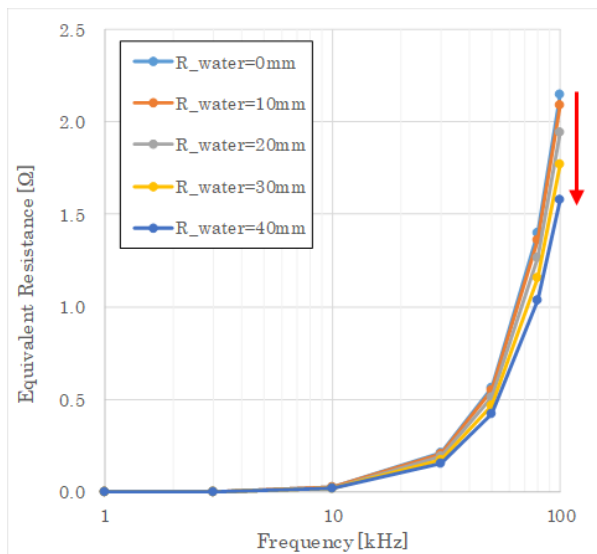 2.5
2.0
1.5
1.0
0.5
0.0
Equivalent Resistance [Ω]
R_water=0mm
R_water=10mm
R_water=20mm
R_water=30mm
R_water=40mm
1
10
100
Frequency [kHz]